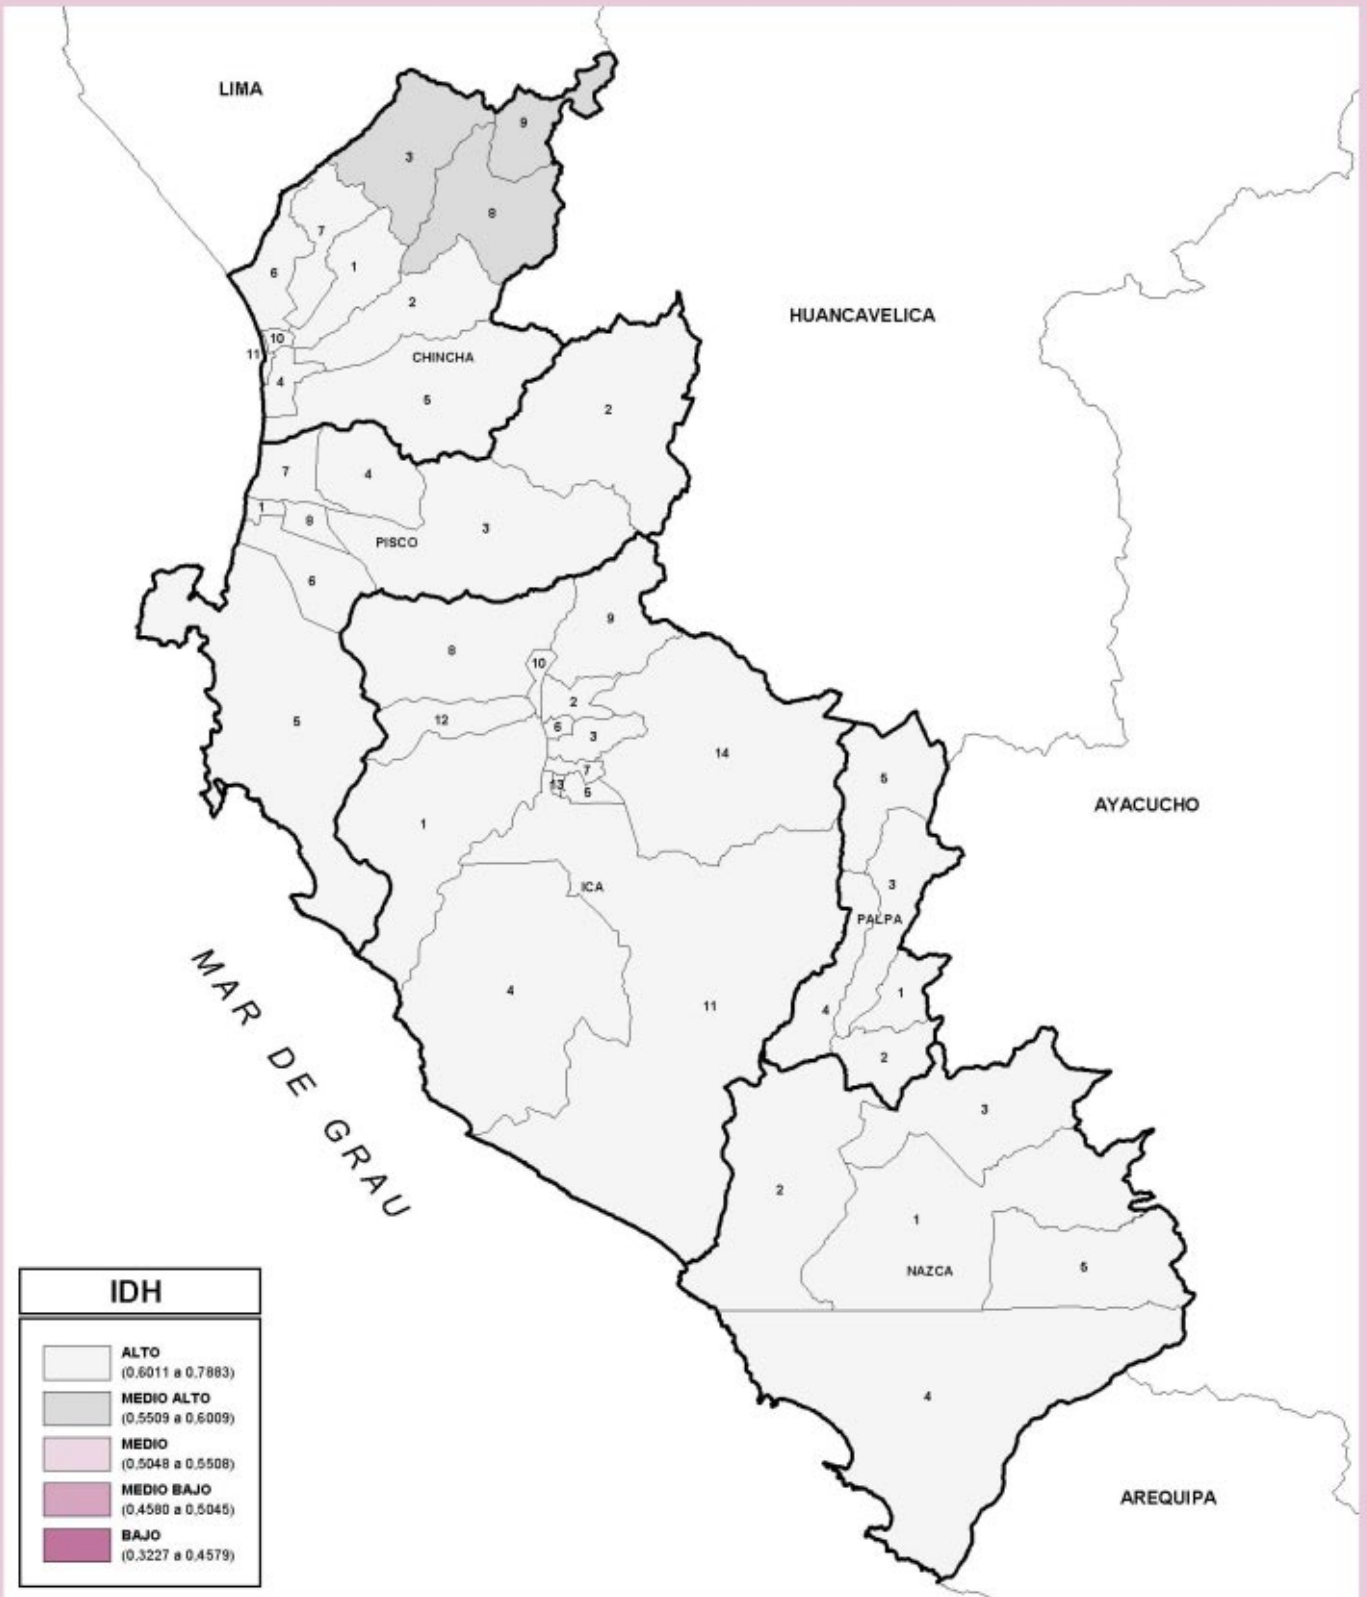 LIMA
9
3
8
7
1
6
2
HUANCAVELICA
10
11
CHINCHA
4
5
2
7
4
1
8
3
PISCO
6
9
8
10
2
12
5
6
3
14
7
5
13
6
AYACUCHO
1
3
ICA
PALPA
4
1
11
4
2
MAR DE GRAU
3
2
1
NAZCA
5
4
AREQUIPA
IDH
ALTO
(0,6011 a 0,7883)
MEDIO ALTO
(0,5509 a 0,6009)
MEDIO
(0,5048 a 0,5508)
MEDIO BAJO
(0,4580 a 0,5045)
BAJO
(0,3227 a 0,4579)